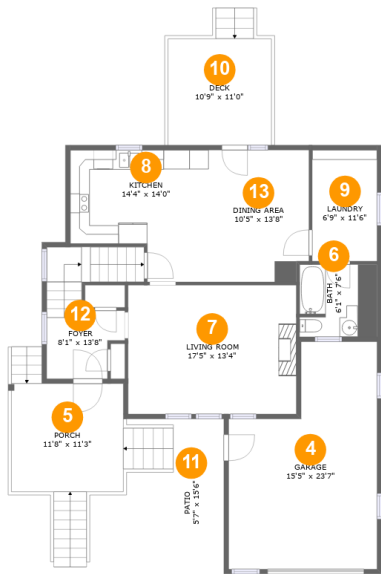 10
DECK
10'9" x 11'0"
8
KITCHEN
14'4" x 14'0"
13
DINING AREA
10'5" x 13'8"
9
LAUNDRY
6'9" x 11'6"
6
BATH
6'1" x 7'6"
12
FOYER
8'1" x 13'8"
7
LIVING ROOM
17'5" x 13'4"
5
PORCH
11'8" x 11'3"
11
PATIO
5'7" x 15'6"
4
GARAGE
15'5" x 23'7"